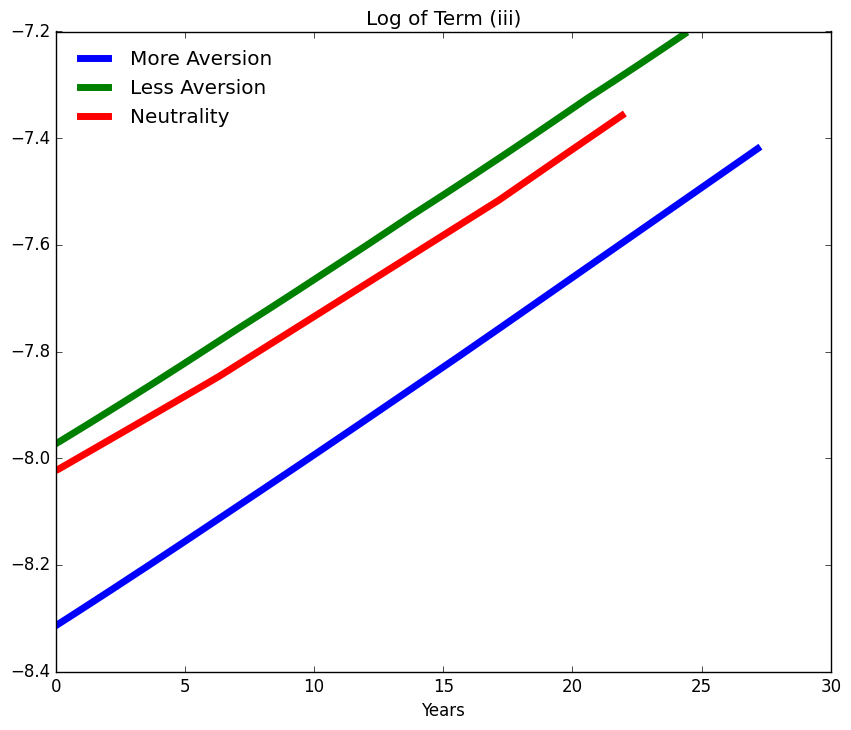 Log of Term (iii)
−7.2
−7.4
−7.6
−7.8
−8.0
−8.2
−8.4
More Aversion
Less Aversion
Neutrality
0 5 10 15 20 25 30
Years